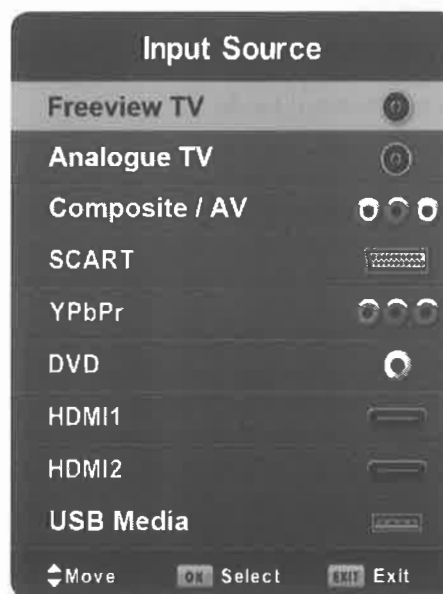 Input Source
Freeview TV
Analogue TV
Composite / AV
SCART
YPbPr
DVD
HDMI1
HDMI2
USB Media
Move OK Select EXIT Exit